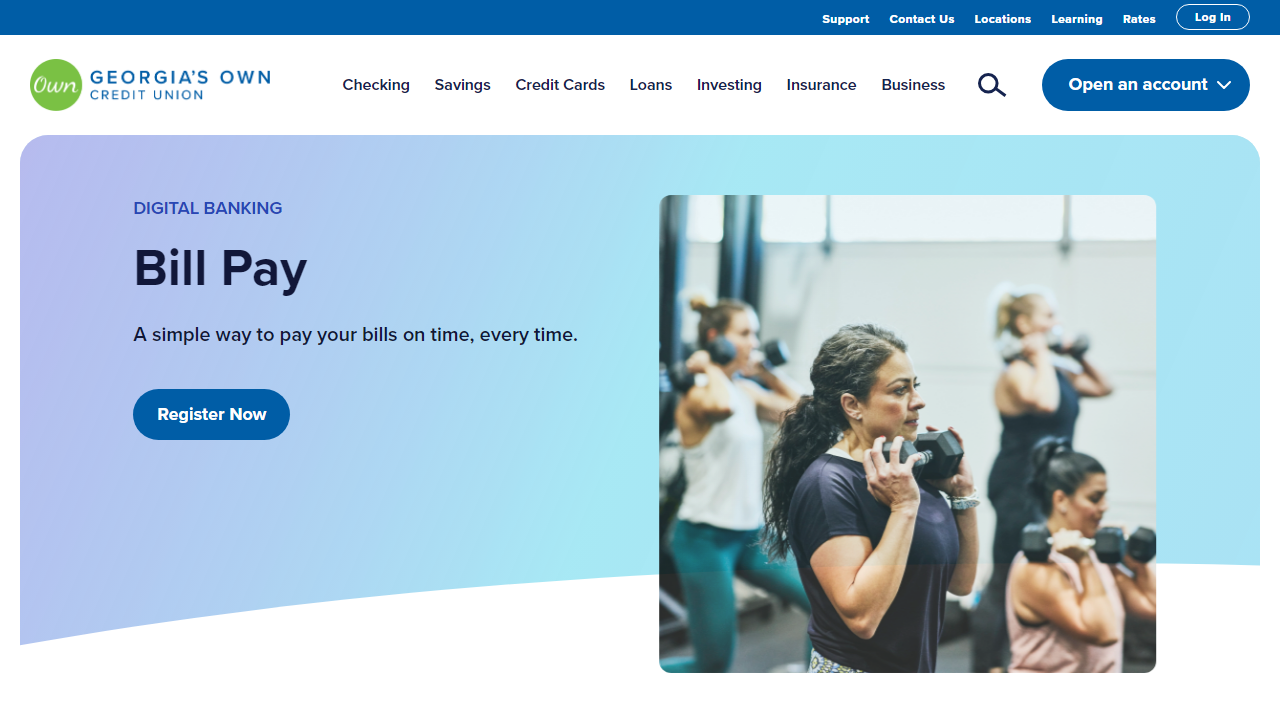 Support
Contact Us
Locations
Learning
Rates
Log In
Own
GEORGIA'S OWN
CREDIT UNION
Checking
Savings
Credit Cards
Loans
Investing
Insurance
Business
Open an account
DIGITAL BANKING
Bill Pay
A simple way to pay your bills on time, every time.
Register Now